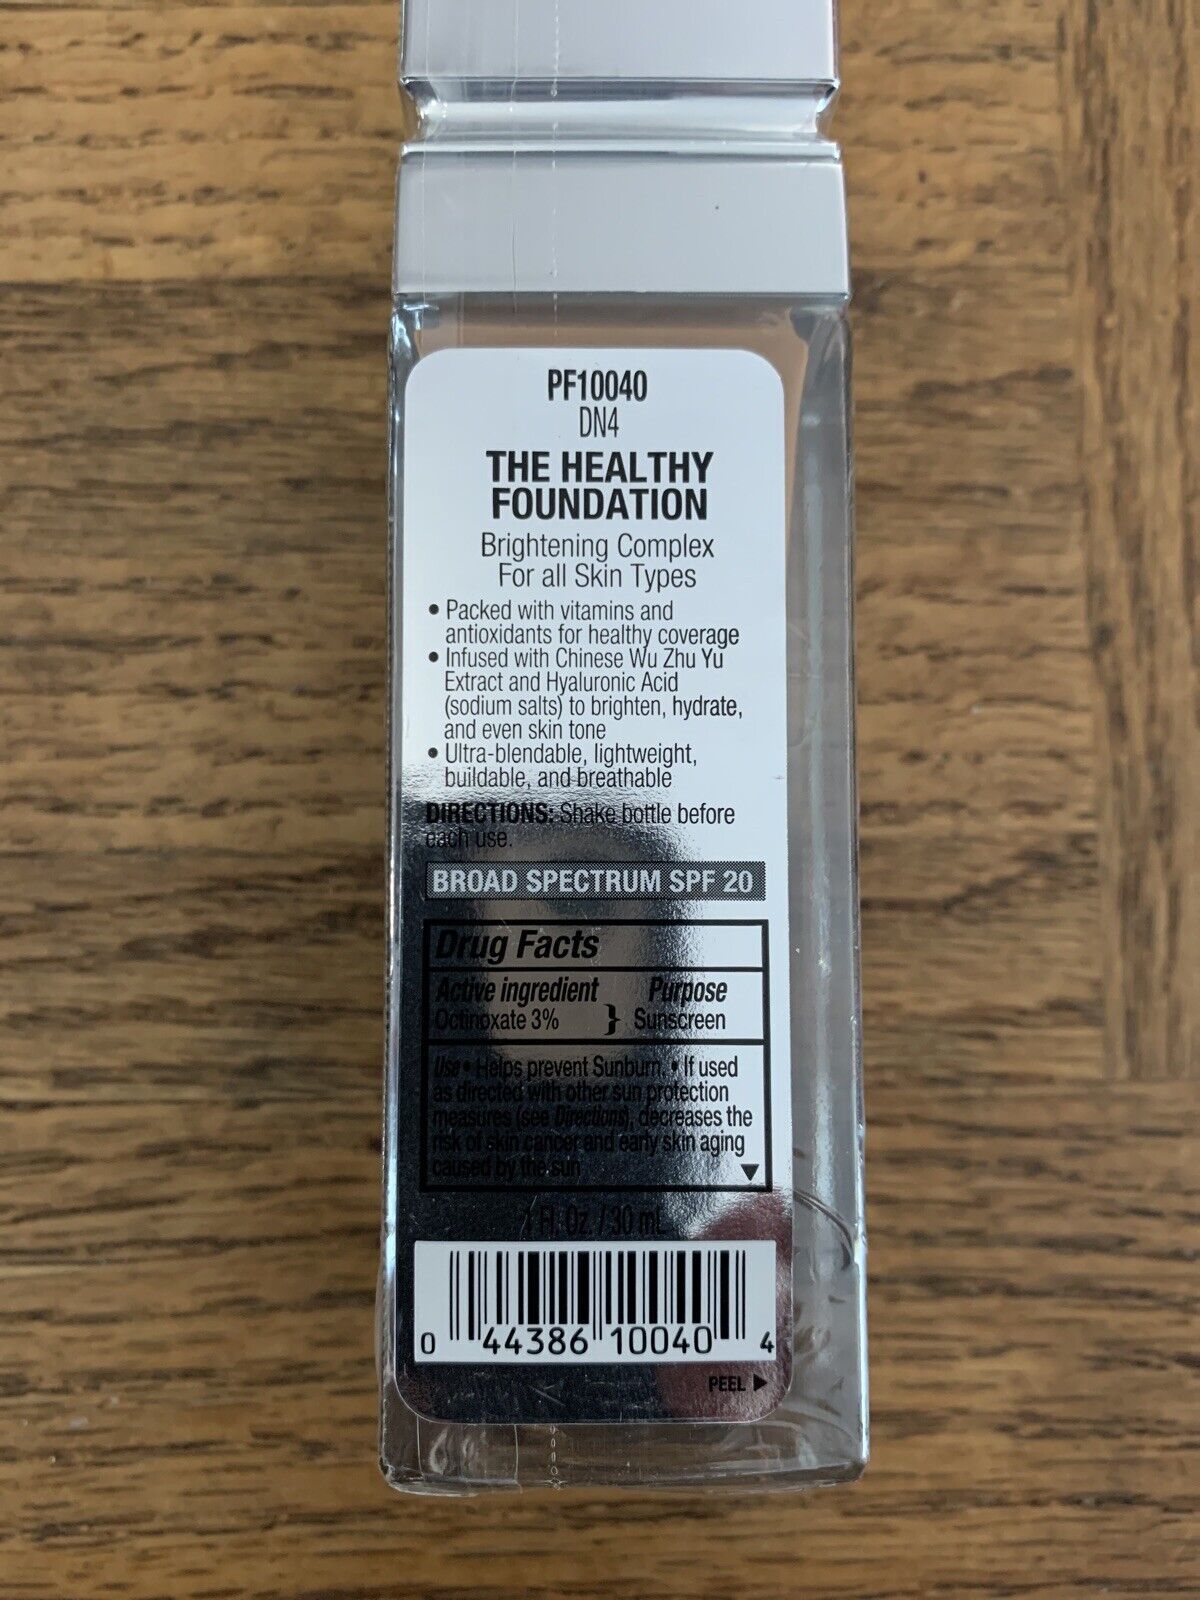 PF10040
DN4
THE HEALTHY
FOUNDATION
Brightening Complex
For all Skin Types
• Packed with vitamins and
antioxidants for healthy coverage
• Infused with Chinese Wu Zhu Yu
Extract and Hyaluronic Acid
(sodium salts) to brighten, hydrate,
and even skin tone
• Ultra-blendable, lightweight,
buildable, and breathable
DIRECTIONS: Shake bottle before
each use.
BROAD SPECTRUM SPF 20
Drug Facts
Active ingredient Purpose
Octinoxate 3% } Sunscreen
Use • Helps prevent Sunburn. • If used
as directed with other sun protection
measures (see Directions), decreases the
risk of skin cancer and early skin aging
caused by the sun
1 Fl. Oz. / 30 mL
0 44386 10040 4
PEEL